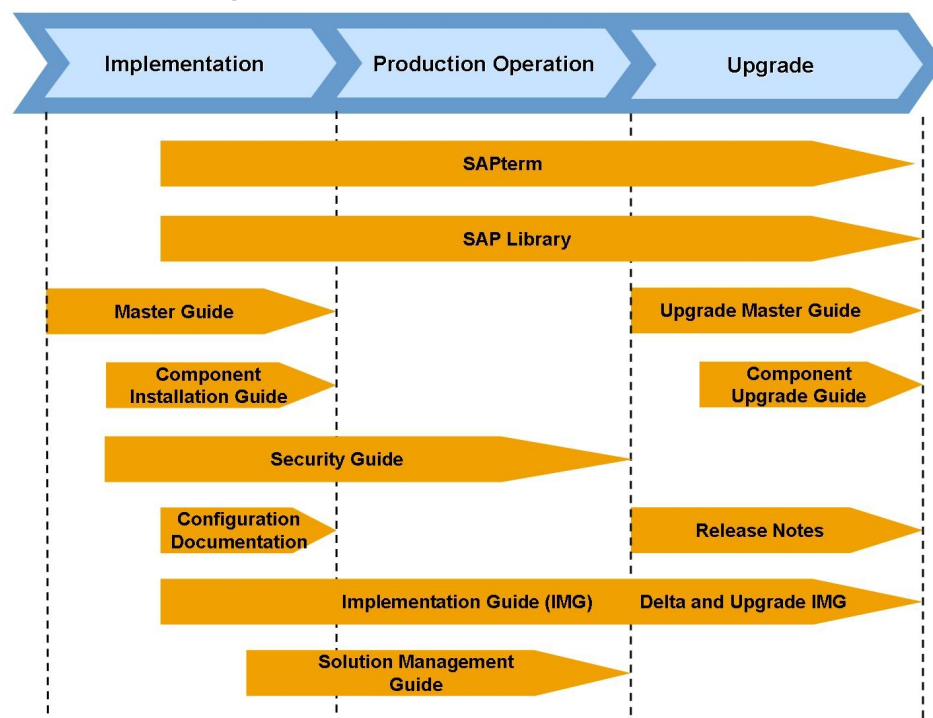 Implementation
Production Operation
Upgrade
SAPterm
SAP Library
Master Guide
Upgrade Master Guide
Component
Installation Guide
Component
Upgrade Guide
Security Guide
Configuration
Documentation
Release Notes
Implementation Guide (IMG)
Delta and Upgrade IMG
Solution Management
Guide